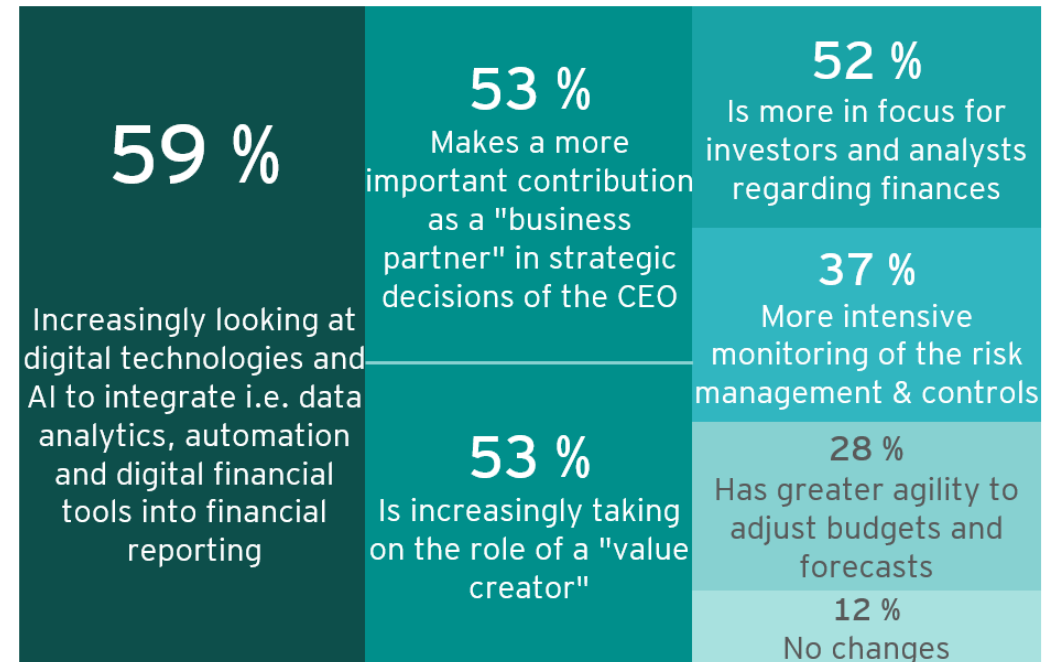 59 %
Increasingly looking at
digital technologies and
AI to integrate i.e. data
analytics, automation
and digital financial
tools into financial
reporting
53 %
Makes a more
important contribution
as a "business
partner" in strategic
decisions of the CEO
53 %
Is increasingly taking
on the role of a "value
creator"
52 %
Is more in focus for
investors and analysts
regarding finances
37 %
More intensive
monitoring of the risk
management & controls
28 %
Has greater agility to
adjust budgets and
forecasts
12 %
No changes